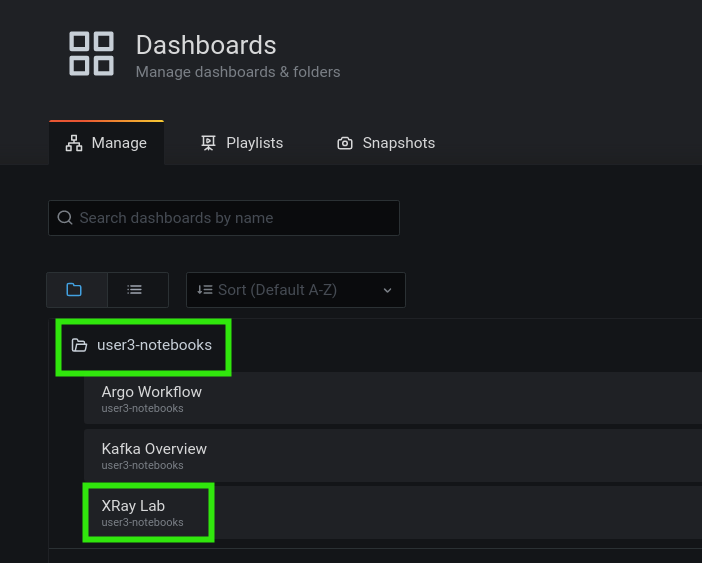 Dashboards
Manage dashboards & folders
Manage
Playlists
Snapshots
Search dashboards by name
Sort (Default A-Z)
user3-notebooks
Argo Workflow
user3-notebooks
Kafka Overview
user3-notebooks
XRay Lab
user3-notebooks